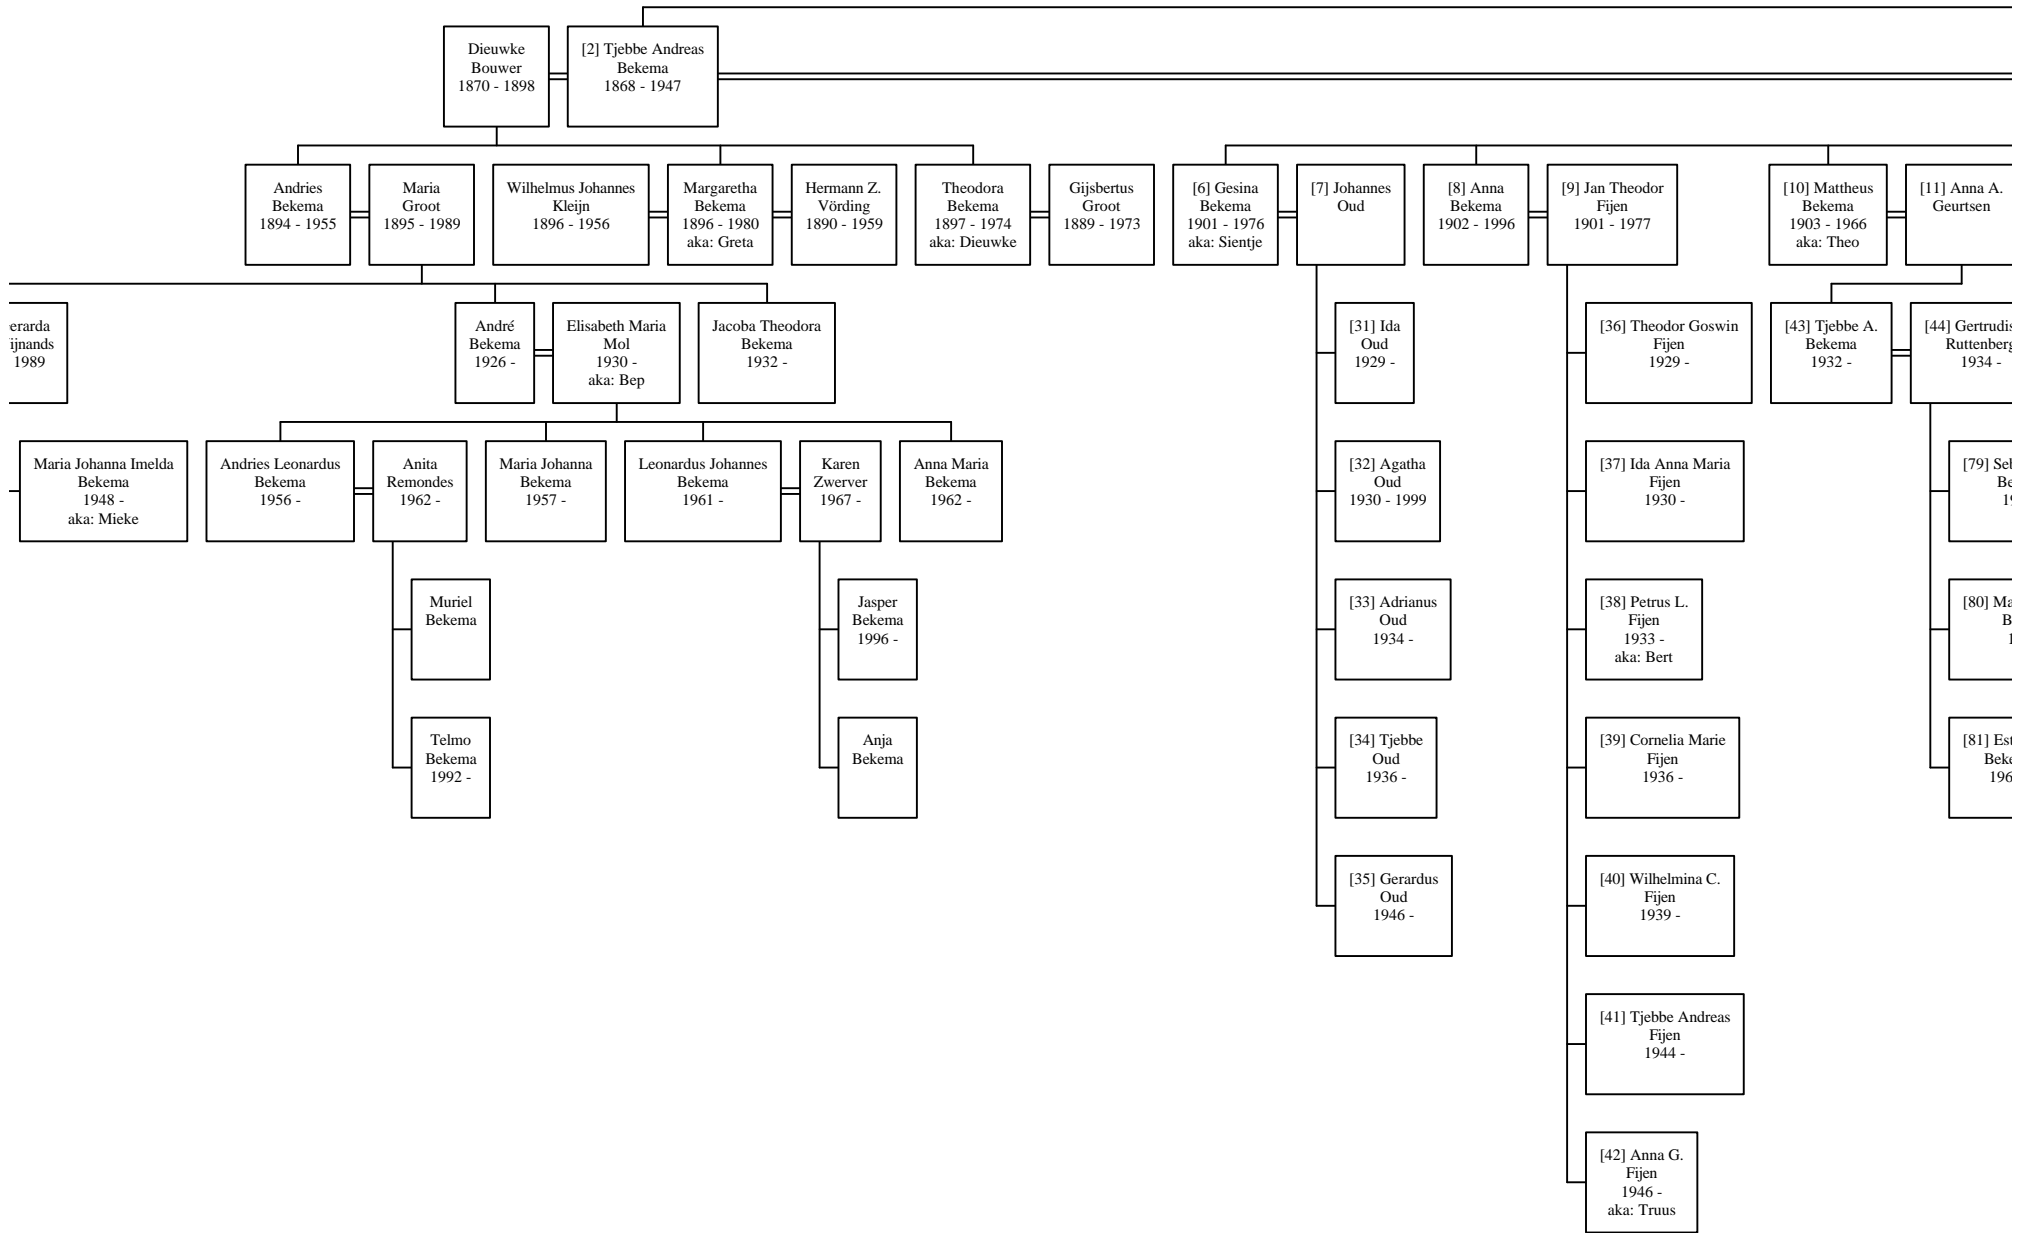 Dieuwke
Bouwer
1870 - 1898
[2] Tjebbe Andreas
Bekema
1868 - 1947
Andries
Bekema
1894 - 1955
Maria
Groot
1895 - 1989
Wilhelmus Johannes
Kleijn
1896 - 1956
Margaretha
Bekema
1896 - 1980
aka: Greta
Hermann Z.
Vörding
1890 - 1959
Theodora
Bekema
1897 - 1974
aka: Dieuwke
Gijsbertus
Groot
1889 - 1973
[6] Gesina
Bekema
1901 - 1976
aka: Sientje
[7] Johannes
Oud
[8] Anna
Bekema
1902 - 1996
[9] Jan Theodor
Fijen
1901 - 1977
[10] Mattheus
Bekema
1903 - 1966
aka: Theo
[11] Anna A.
Geurtsen
1989
André
Bekema
1926 -
Elisabeth Maria
Mol
1930 -
aka: Bep
Jacoba Theodora
Bekema
1932 -
[31] Ida
Oud
1929 -
[36] Theodor Goswin
Fijen
1929 -
[43] Tjebbe A.
Bekema
1932 -
[44]
1934 -
Maria Johanna Imelda
Bekema
1948 -
aka: Mieke
Andries Leonardus
Bekema
1956 -
Anita
Remondes
1962 -
Maria Johanna
Bekema
1957 -
Leonardus Johannes
Bekema
1961 -
Karen
Zwerver
1967 -
Anna Maria
Bekema
1962 -
[32] Agatha
Oud
1930 - 1999
[37] Ida Anna Maria
Fijen
1930 -
[79]
Muriel
Bekema
Jasper
Bekema
1996 -
[33] Adrianus
Oud
1934 -
[38] Petrus L.
Fijen
1933 -
aka: Bert
[80]
Telmo
Bekema
1992 -
Anja
Bekema
[34] Tjebbe
Oud
1936 -
[39] Cornelia Marie
Fijen
1936 -
[81]
[35] Gerardus
Oud
1946 -
[40] Wilhelmina C.
Fijen
1939 -
[41] Tjebbe Andreas
Fijen
1944 -
[42] Anna G.
Fijen
1946 -
aka: Truus